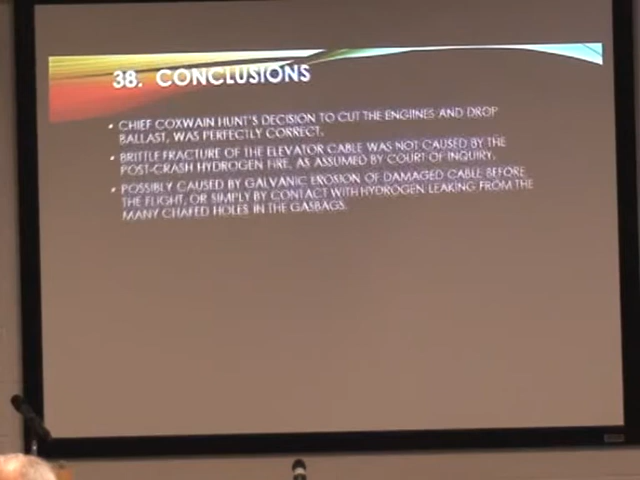 38. CONCLUSIONS
• CHIEF COXWAIN HUNT'S DECISION TO CUT THE ENGINES AND DROP
BALLAST, WAS PERFECTLY CORRECT.
• BRITTLE FRACTURE OF THE ELEVATOR CABLE WAS NOT CAUSED BY THE
POST-CRASH HYDROGEN FIRE, AS ASSUMED BY COURT OF INQUIRY.
• POSSIBLY CAUSED BY GALVANIC EROSION OF DAMAGED CABLE BEFORE
THE FLIGHT, OR SIMPLY BY CONTACT WITH HYDROGEN LEAKING FROM THE
MANY CHAFED HOLES IN THE GASBAGS.